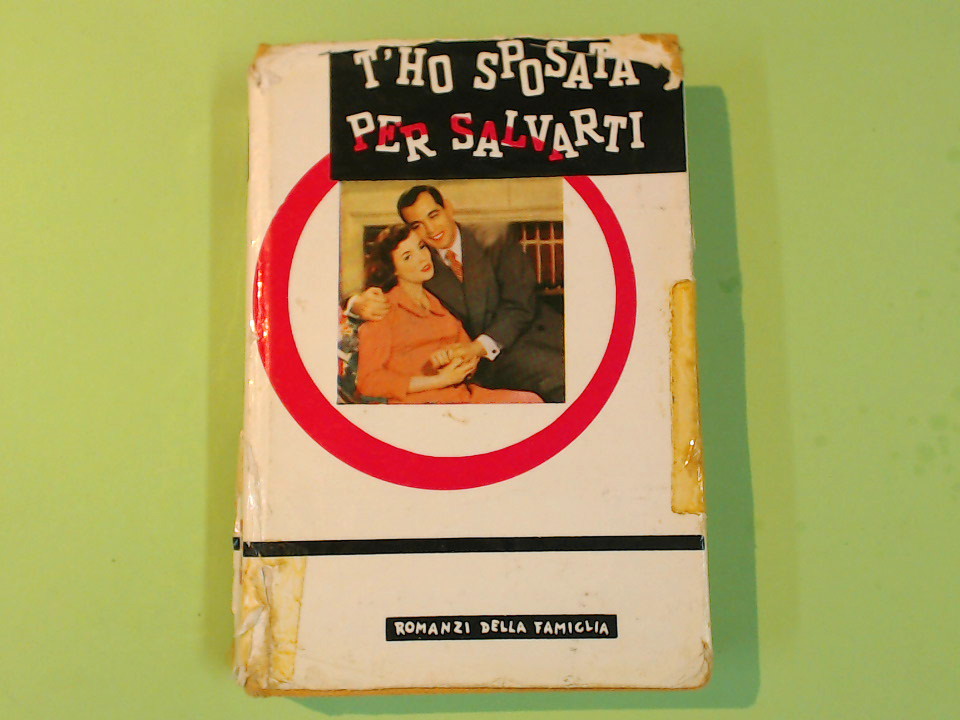 T'HO SPOSATA
PER SALVARTI
ROMANZI DELLA FAMIGLIA